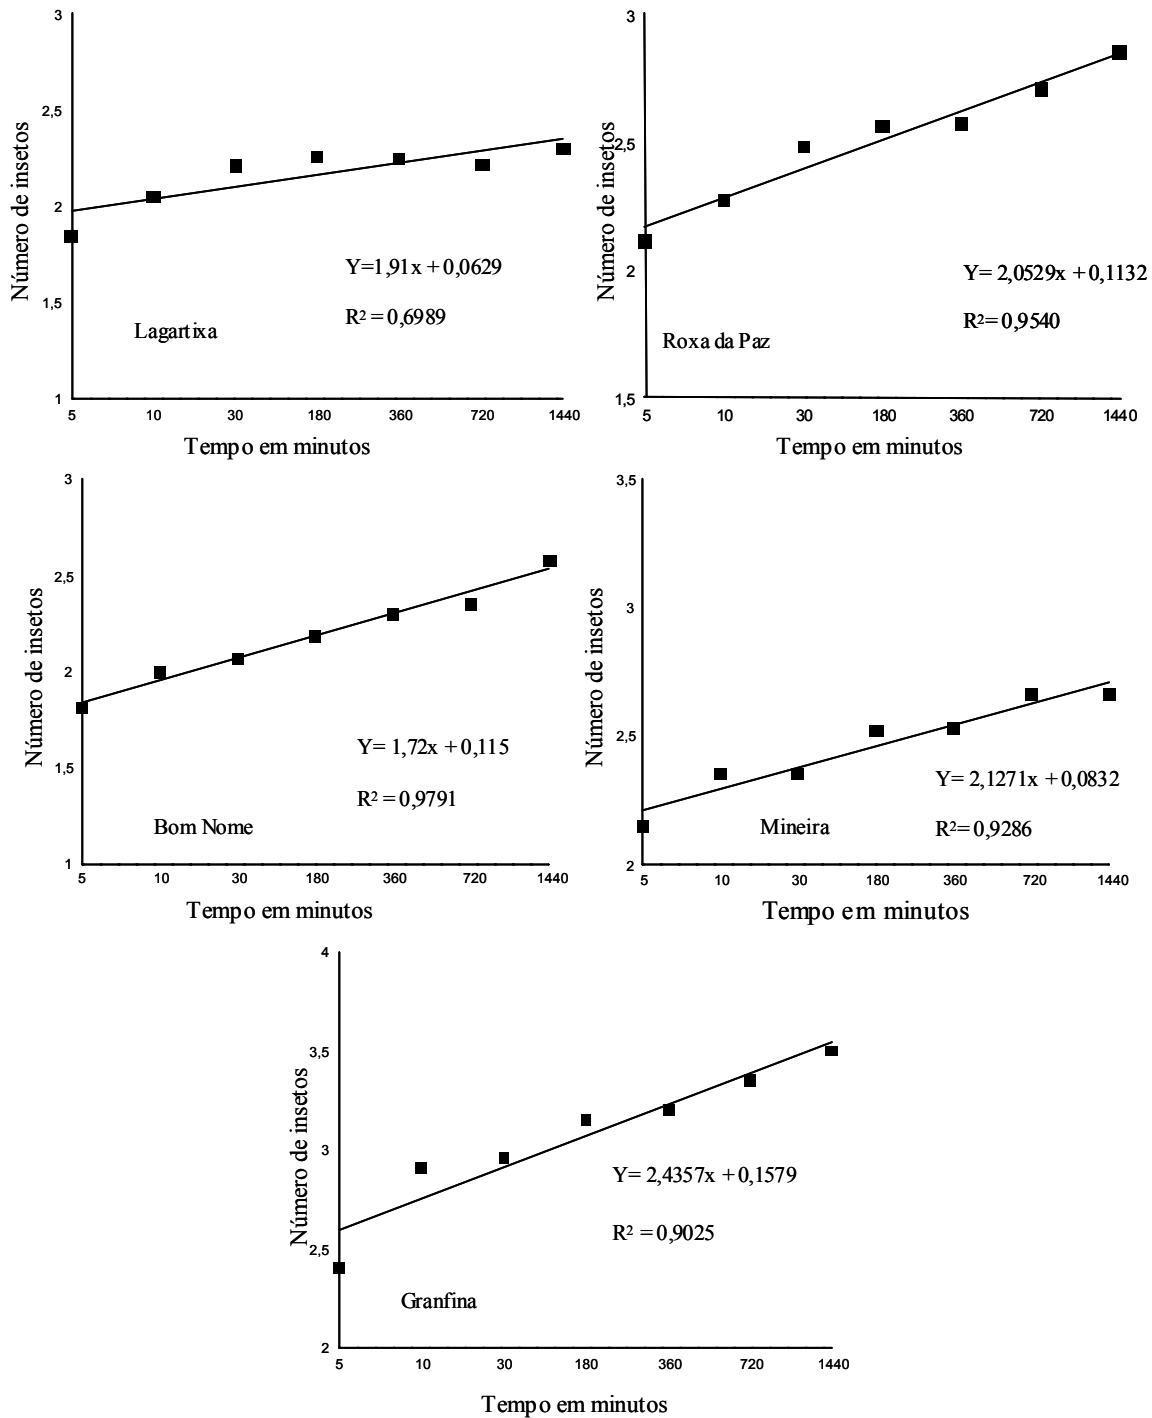 3
2,5
2
1,5
1
Número de insetos
Y=1,91x + 0,0629
R² = 0,6989
Lagartixa
5 10 30 180 360 720 1440
Tempo em minutos
3
2,5
2
1,5
Número de insetos
Y= 2,0529x + 0,1132
R²= 0,9540
Roxa da Paz
5 10 30 180 360 720 1440
Tempo em minutos
3
2,5
2
1,5
1
Número de insetos
Y= 1,72x + 0,115
R² = 0,9791
Bom Nome
5 10 30 180 360 720 1440
Tempo em minutos
3,5
3
2,5
2
Número de insetos
Y= 2,1271x + 0,0832
R²= 0,9286
Mineira
5 10 30 180 360 720 1440
Tempo em minutos
4
3,5
3
2,5
2
Número de insetos
Y= 2,4357x + 0,1579
R² = 0,9025
Granfina
5 10 30 180 360 720 1440
Tempo em minutos